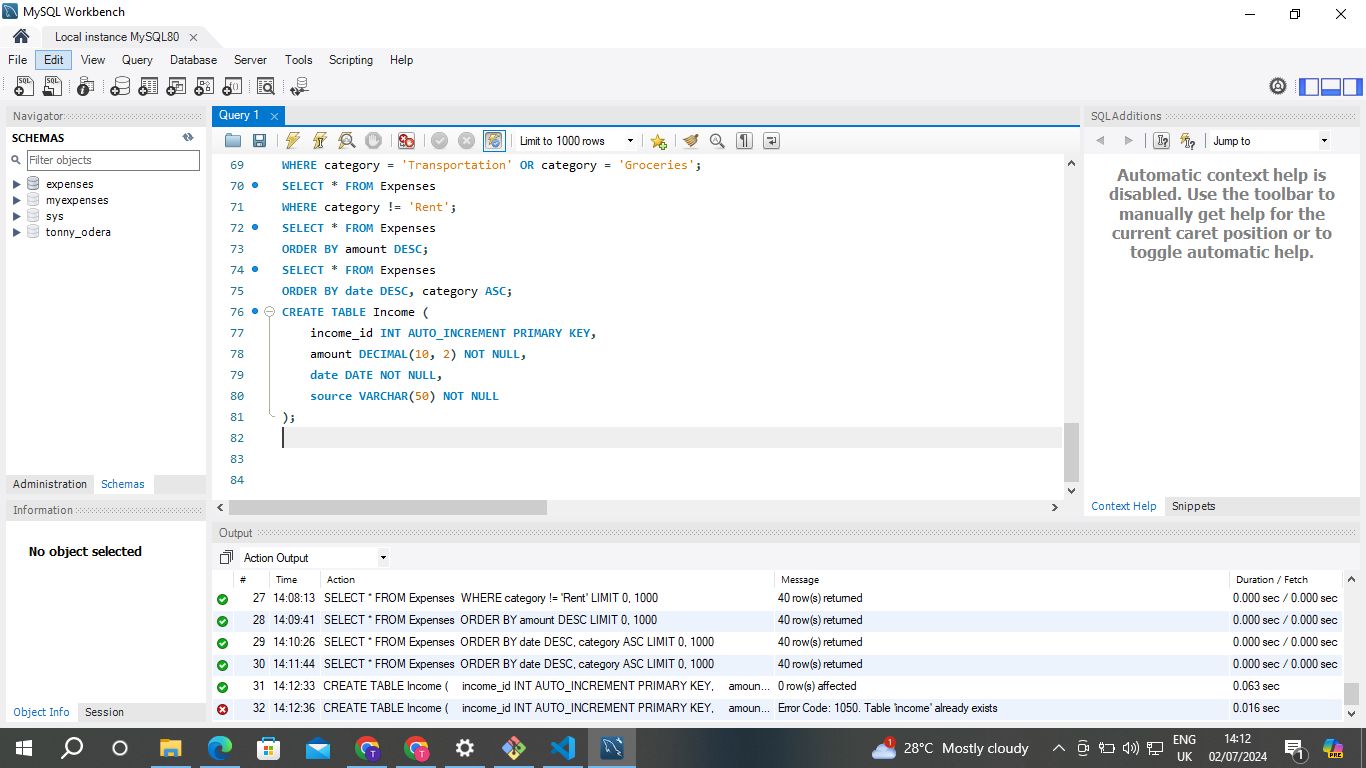 MySQL Workbench
Local instance MySQL80
File Edit View Query Database Server Tools Scripting Help
Navigator
SCHEMAS
Filter objects
expenses
myexpenses
sys
tonny_odera
Administration Schemas
Information
No object selected
Object Info Session
Query 1
Limit to 1000 rows
69 WHERE category = 'Transportation' OR category = 'Groceries';
70 SELECT * FROM Expenses
71 WHERE category != 'Rent';
72 SELECT * FROM Expenses
73 ORDER BY amount DESC;
74 SELECT * FROM Expenses
75 ORDER BY date DESC, category ASC;
76 CREATE TABLE Income (
77 income_id INT AUTO_INCREMENT PRIMARY KEY,
78 amount DECIMAL(10, 2) NOT NULL,
79 date DATE NOT NULL,
80 source VARCHAR(50) NOT NULL
81 );
82
83
84
SQLAdditions
Jump to
Automatic context help is
disabled. Use the toolbar to
manually get help for the
current caret position or to
toggle automatic help.
Context Help Snippets
Output
Action Output
# Time Action Message Duration / Fetch
27 14:08:13 SELECT * FROM Expenses WHERE category != 'Rent' LIMIT 0, 1000 40 row(s) returned 0.000 sec / 0.000 sec
28 14:09:41 SELECT * FROM Expenses ORDER BY amount DESC LIMIT 0, 1000 40 row(s) returned 0.000 sec / 0.000 sec
29 14:10:26 SELECT * FROM Expenses ORDER BY date DESC, category ASC LIMIT 0, 1000 40 row(s) returned 0.000 sec / 0.000 sec
30 14:11:44 SELECT * FROM Expenses ORDER BY date DESC, category ASC LIMIT 0, 1000 40 row(s) returned 0.000 sec / 0.000 sec
31 14:12:33 CREATE TABLE Income ( income_id INT AUTO_INCREMENT PRIMARY KEY, amoun... 0 row(s) affected 0.063 sec
32 14:12:36 CREATE TABLE Income ( income_id INT AUTO_INCREMENT PRIMARY KEY, amoun... Error Code: 1050. Table 'income' already exists 0.016 sec
28°C Mostly cloudy
ENG
UK
14:12
02/07/2024